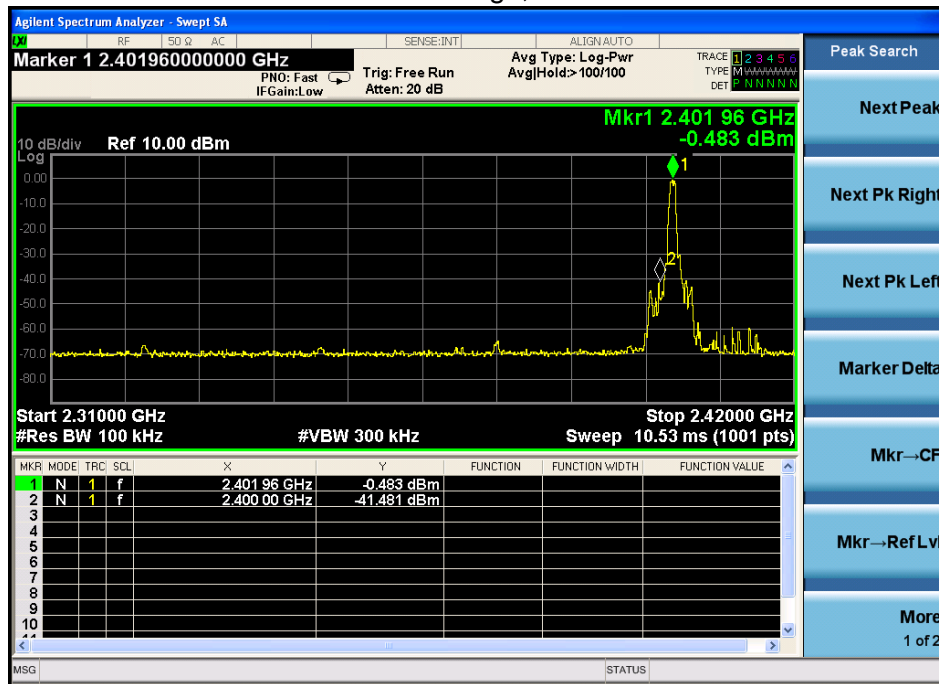 Agilent Spectrum Analyzer - Swept SA
LXI RF 50 Ω AC SENSE:INT ALIGN AUTO
Marker 1 2.401960000000 GHz
PNO: Fast
IFGain:Low
Trig: Free Run
Atten: 20 dB
Avg Type: Log-Pwr
Avg|Hold:>100/100
TRACE 1 2 3 4 5 6
TYPE M WWWWW
DET P N N N N N
Peak Search
Mkr1 2.401 96 GHz
-0.483 dBm
10 dB/div Ref 10.00 dBm
Log
1
0.00
-10.0
-20.0
-30.0
2
-40.0
-50.0
-60.0
-70.0
-80.0
Start 2.31000 GHz Stop 2.42000 GHz
#Res BW 100 kHz #VBW 300 kHz Sweep 10.53 ms (1001 pts)
MKR MODE TRC SCL X Y FUNCTION FUNCTION WIDTH FUNCTION VALUE
1 N 1 f 2.401 96 GHz -0.483 dBm
2 N 1 f 2.400 00 GHz -41.481 dBm
3
4
5
6
7
8
9
10
Next Peak
Next Pk Right
Next Pk Left
Marker Delta
Mkr→CF
Mkr→Ref Lvl
More
1 of 2
MSG STATUS